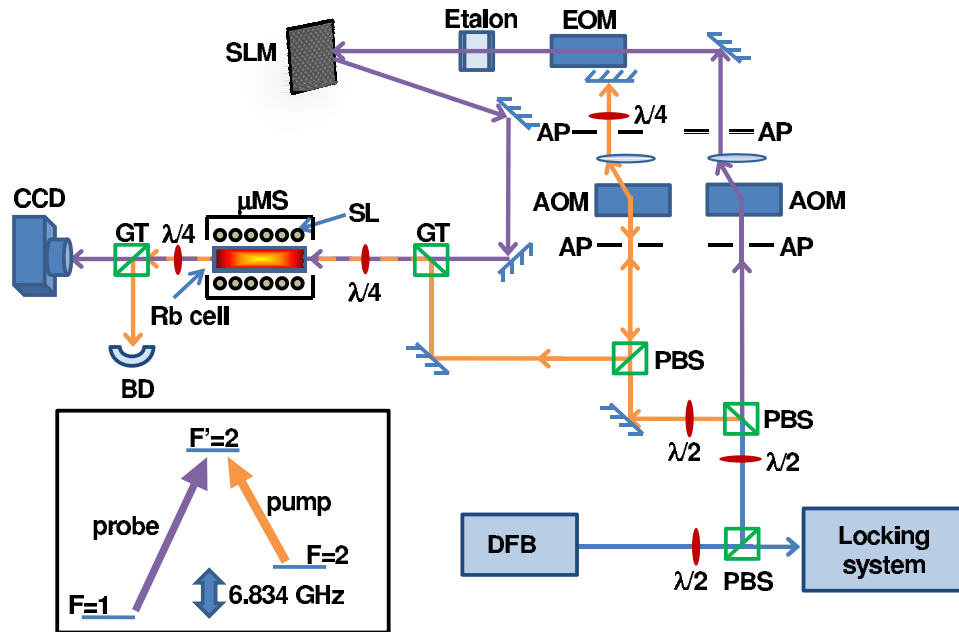 Etalon
EOM
SLM
λ/4
AP
AP
AOM
AOM
CCD
μMS
SL
GT
λ/4
GT
AP
AP
λ/4
Rb cell
BD
PBS
PBS
λ/2
λ/2
F'=2
probe
pump
F=2
F=1
6.834 GHz
DFB
λ/2
PBS
Locking
system